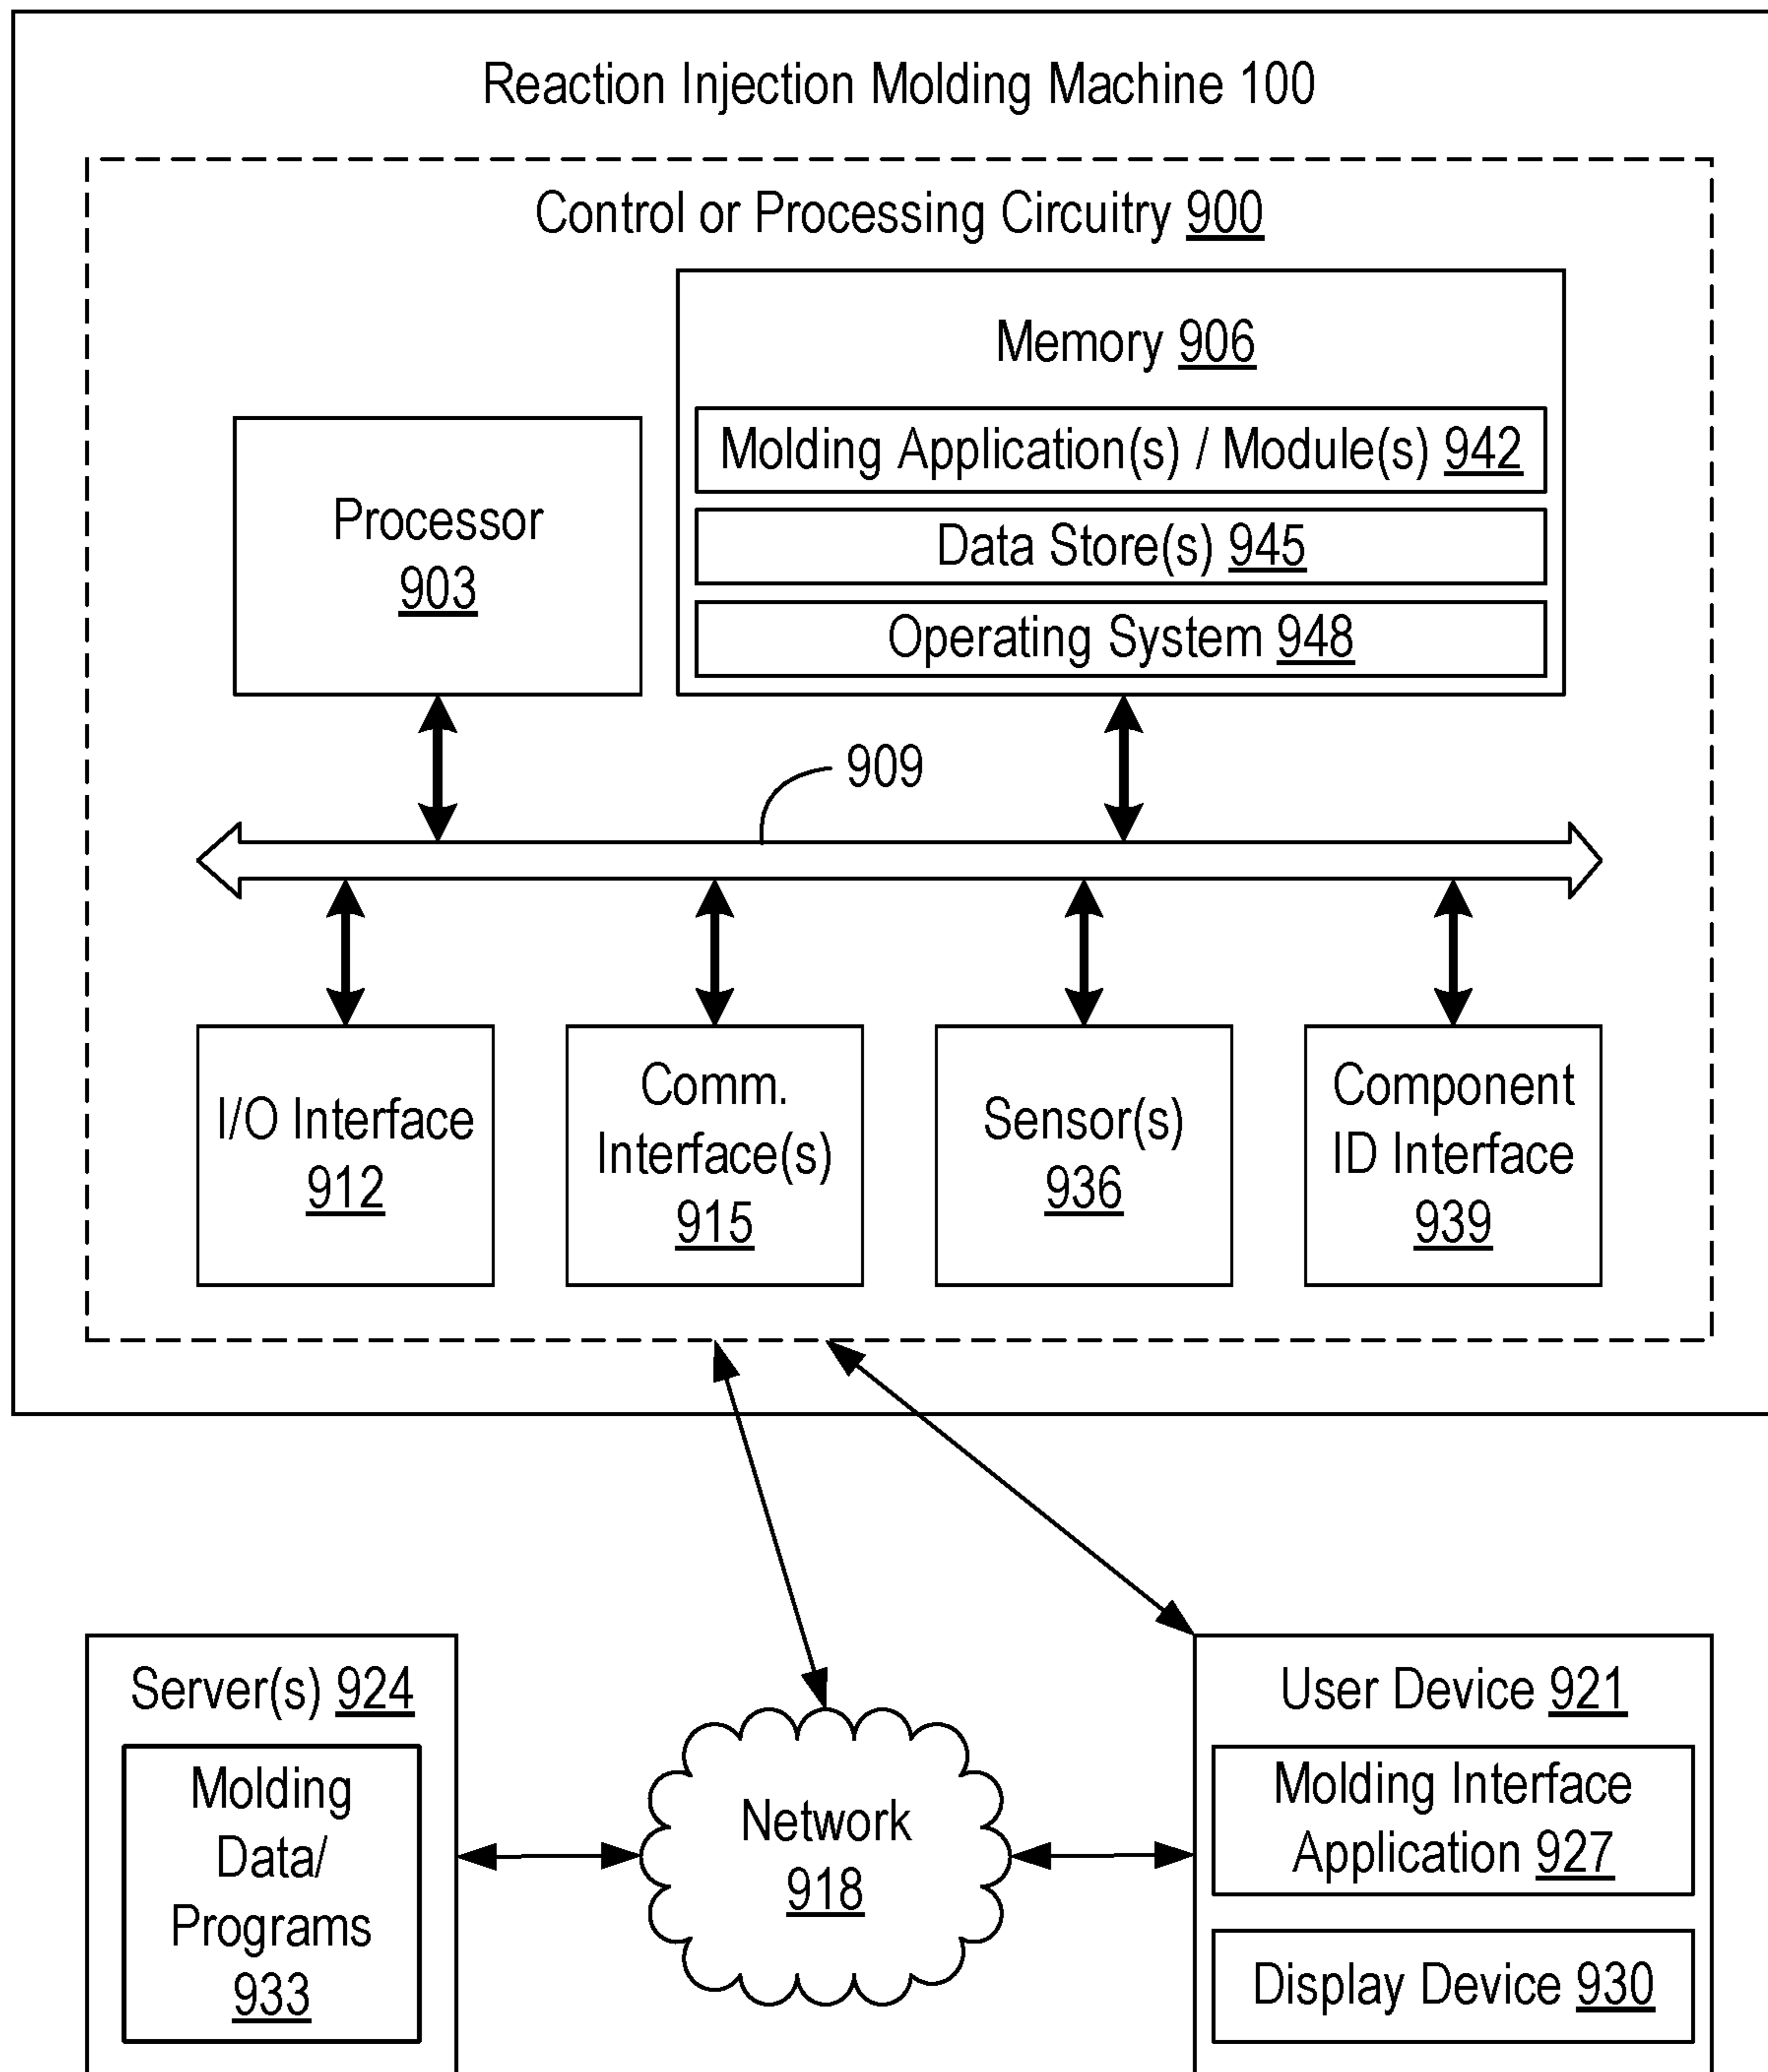 Reaction Injection Molding Machine 100
Control or Processing Circuitry 900
Memory 906
Molding Application(s) / Module(s) 942
Data Store(s) 945
Operating System 948
Processor
903
909
I/O Interface
912
Comm.
Interface(s)
915
Sensor(s)
936
Component
ID Interface
939
Server(s) 924
Molding
Data/
Programs
933
Network
918
User Device 921
Molding Interface
Application 927
Display Device 930